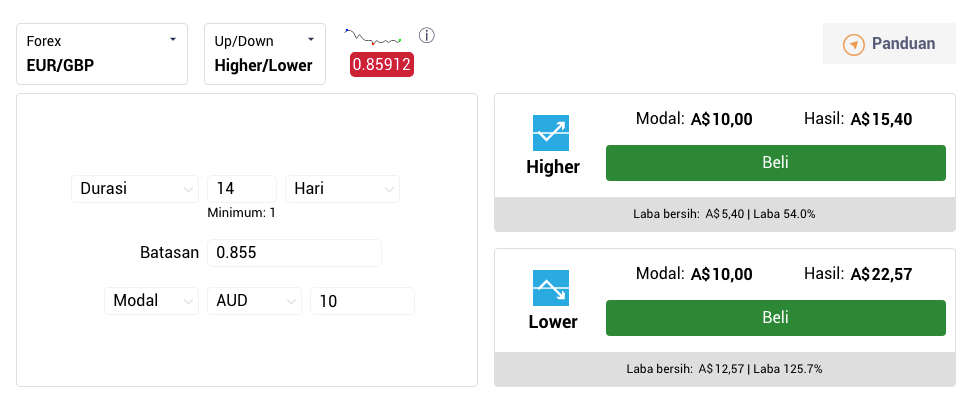 Forex
EUR/GBP
Up/Down
Higher/Lower
0.85912
Panduan
Durasi 14 Hari
Minimum: 1
Batasan 0.855
Modal AUD 10
Higher
Modal: A$10,00 Hasil: A$15,40
Beli
Laba bersih: A$5,40 | Laba 54.0%
Lower
Modal: A$10,00 Hasil: A$22,57
Beli
Laba bersih: A$12,57 | Laba 125.7%